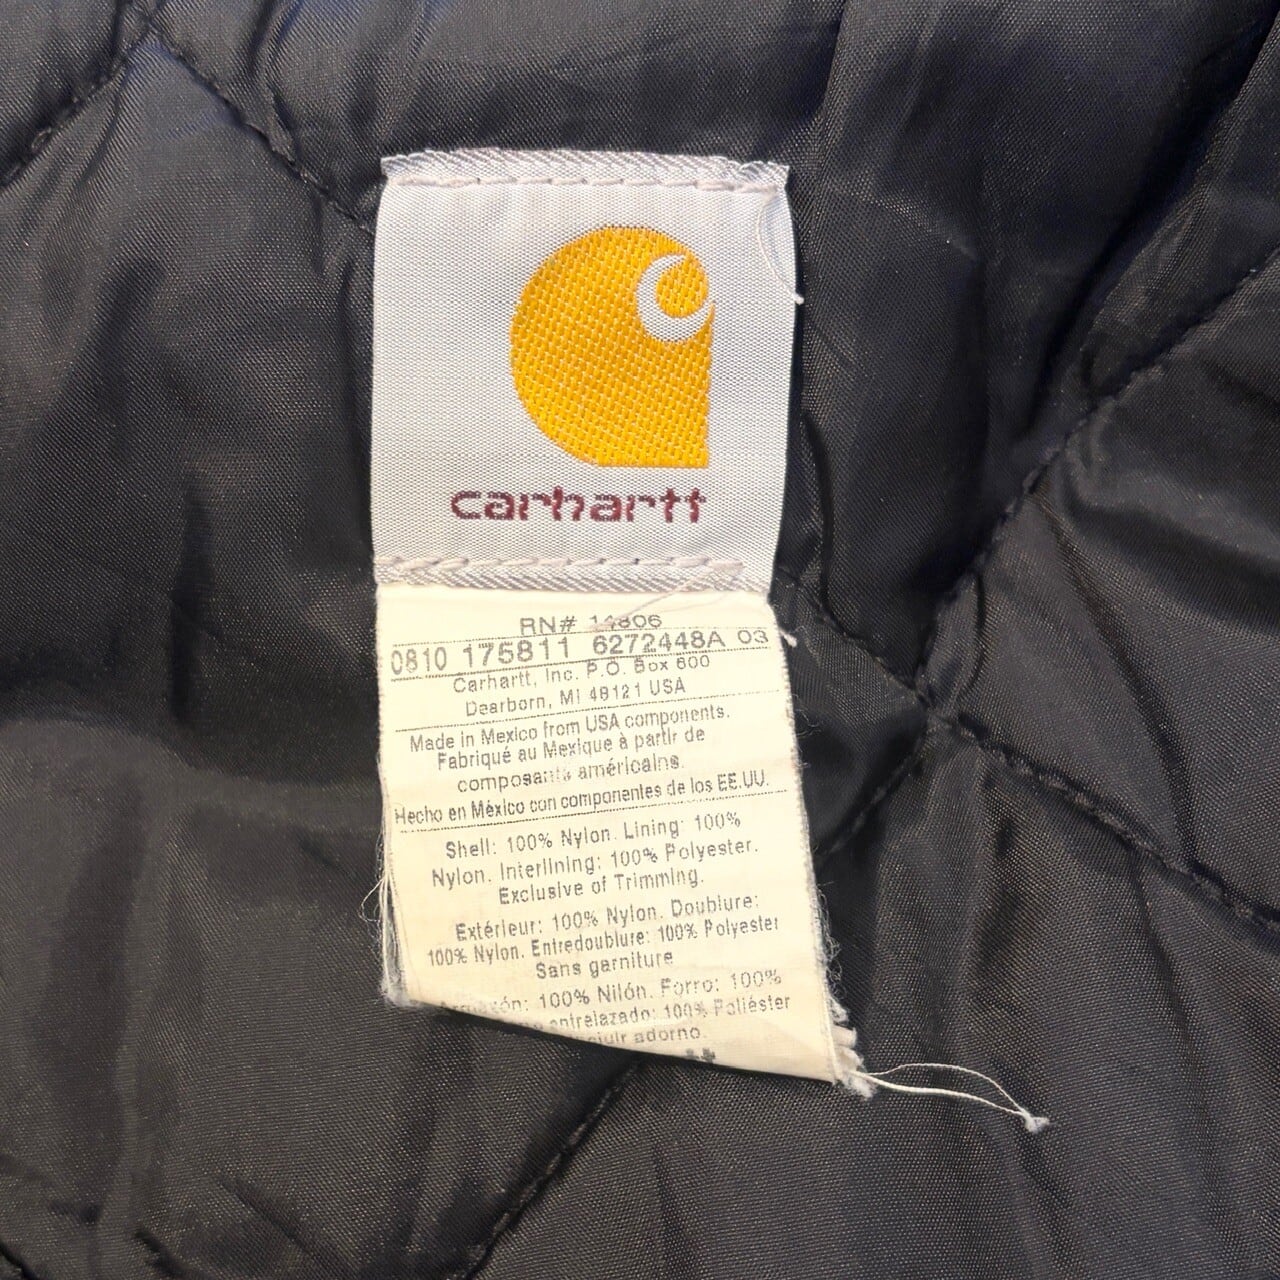 carhartt
RN# 14806
0810 175811 6272448A 03
Carhartt, Inc. P.O. Box 600
Dearborn, MI 48121 USA
Made in Mexico from USA components.
Fabriqué au Mexique à partir de
composants américains.
Hecho en México con componentes de los EE.UU.
Shell: 100% Nylon. Lining: 100%
Nylon. Interlining: 100% Polyester.
Exclusive of Trimming.
Extérieur: 100% Nylon. Doublure:
100% Nylon. Entredoublure: 100% Polyester
Sans garniture
100% Nilón. Forro: 100%
entrelazado: 100% Poliéster
adorno.